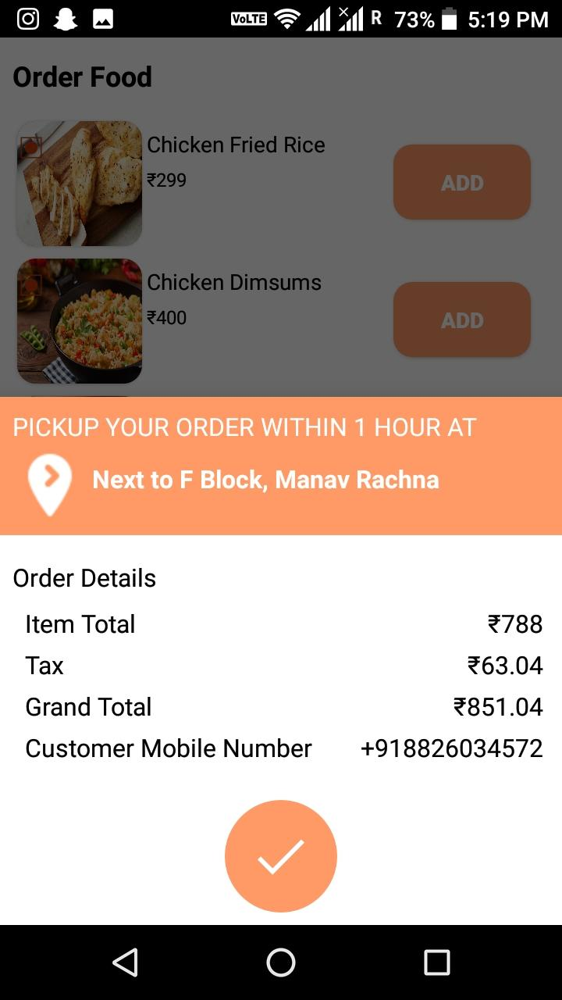 VoLTE R 73% 5:19 PM
Order Food
Chicken Fried Rice
₹299
ADD
Chicken Dimsums
₹400
ADD
PICKUP YOUR ORDER WITHIN 1 HOUR AT
Next to F Block, Manav Rachna
Order Details
Item Total ₹788
Tax ₹63.04
Grand Total ₹851.04
Customer Mobile Number +918826034572